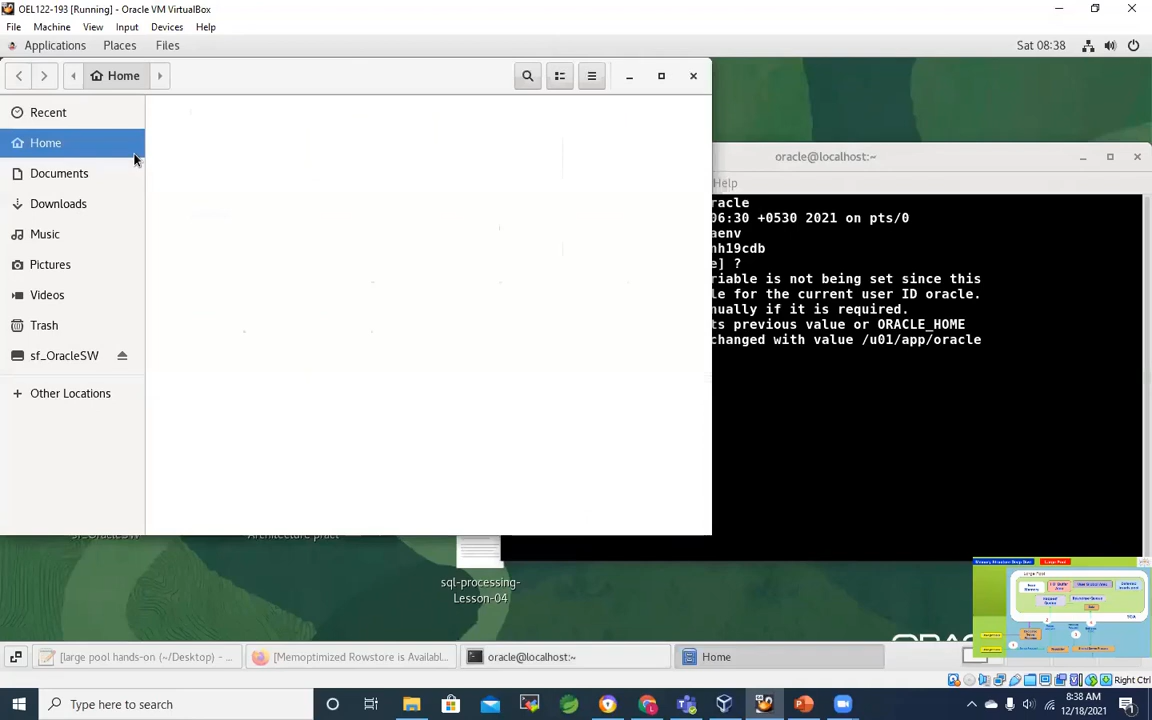 OEL122-193 [Running] - Oracle VM VirtualBox
File Machine View Input Devices Help
Applications Places Files
Sat 08:38
Home
Recent
Home
Documents
Downloads
Music
Pictures
Videos
Trash
sf_OracleSW
Other Locations
oracle@localhost:~
Help
racle
06:30 +0530 2021 on pts/0
aenv
nh19cdb
e] ?
riable is not being set since this
le for the current user ID oracle.
nually if it is required.
ts previous value or ORACLE_HOME
changed with value /u01/app/oracle
sql-processing-
Lesson-04
Large Pool
[large pool hands-on (~/Desktop) - ...
[Memoptimized Rowstore is Availabl...
oracle@localhost:~
Home
Right Ctrl
Type here to search
8:38 AM
12/18/2021